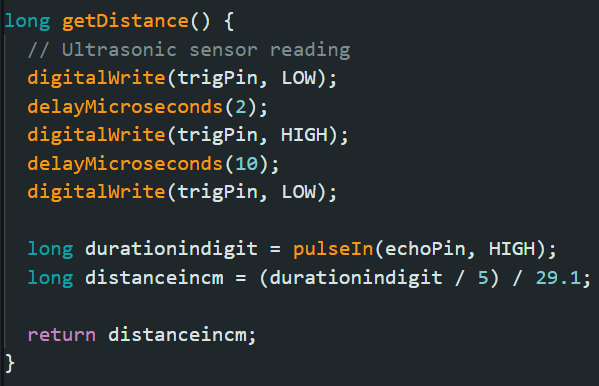 long getDistance() {
// Ultrasonic sensor reading
digitalWrite(trigPin, LOW);
delayMicroseconds(2);
digitalWrite(trigPin, HIGH);
delayMicroseconds(10);
digitalWrite(trigPin, LOW);
long durationindigit = pulseIn(echoPin, HIGH);
long distanceincm = (durationindigit / 5) / 29.1;
return distanceincm;
}